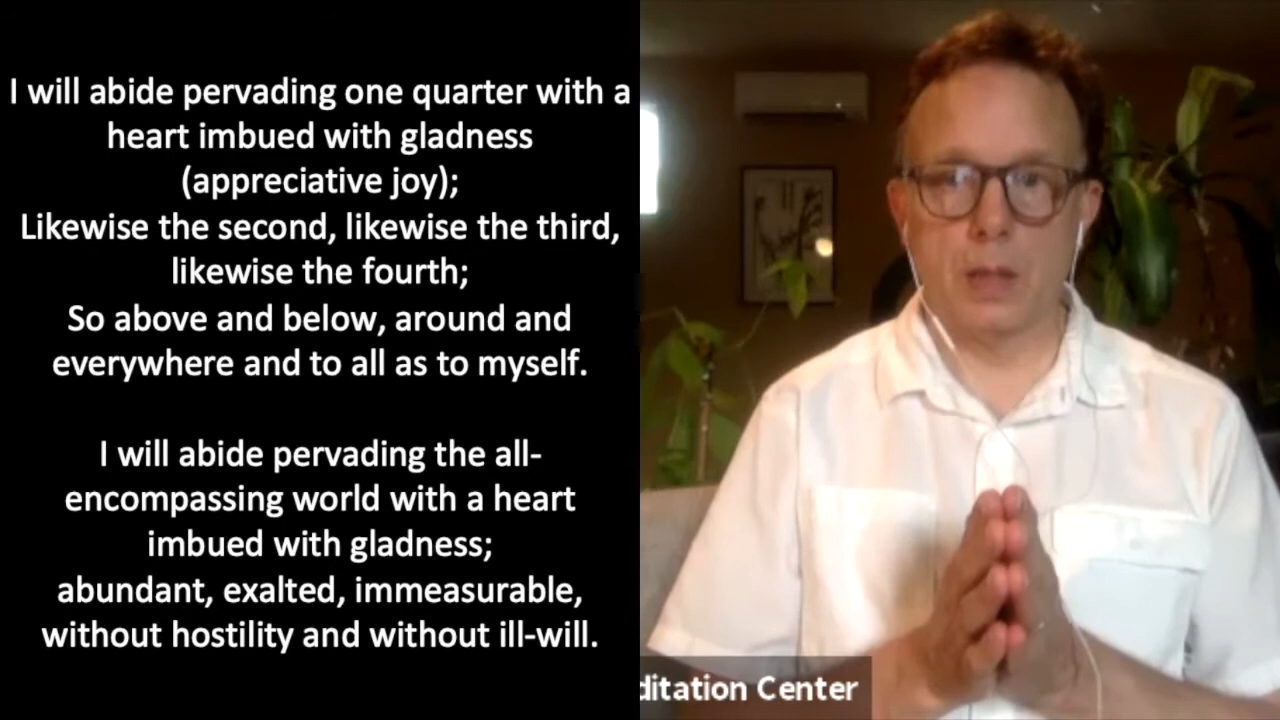 I will abide pervading one quarter with a
heart imbued with gladness
(appreciative joy);
Likewise the second, likewise the third,
likewise the fourth;
So above and below, around and
everywhere and to all as to myself.
I will abide pervading the all-
encompassing world with a heart
imbued with gladness;
abundant, exalted, immeasurable,
without hostility and without ill-will.
ditation Center